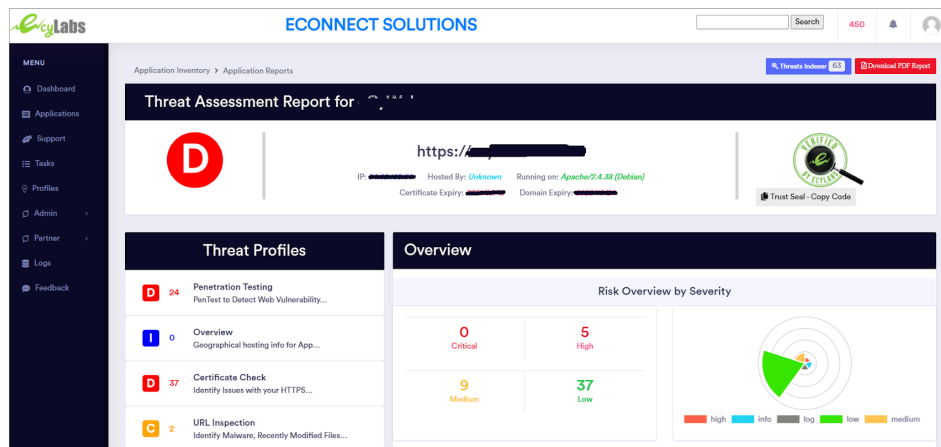 EcyLabs
ECONNECT SOLUTIONS
Search
450
MENU
Dashboard
Applications
Support
Tasks
Profiles
Admin
Partner
Logs
Feedback
Application Inventory > Application Reports
Threats Indexer 63
Download PDF Report
Threat Assessment Report for
D
https://
IP:
Hosted By: Unknown
Running on: Apache/2.4.38 (Debian)
Certificate Expiry:
Domain Expiry:
VERIFIED
BY ECYLABS
Trust Seal - Copy Code
Threat Profiles
D 24 Penetration Testing
PenTest to Detect Web Vulnerability...
I 0 Overview
Geographical hosting info for App...
D 37 Certificate Check
Identify Issues with your HTTPS...
C 2 URL Inspection
Identify Malware, Recently Modified Files...
Overview
Risk Overview by Severity
0
Critical
5
High
9
Medium
37
Low
high info log low medium